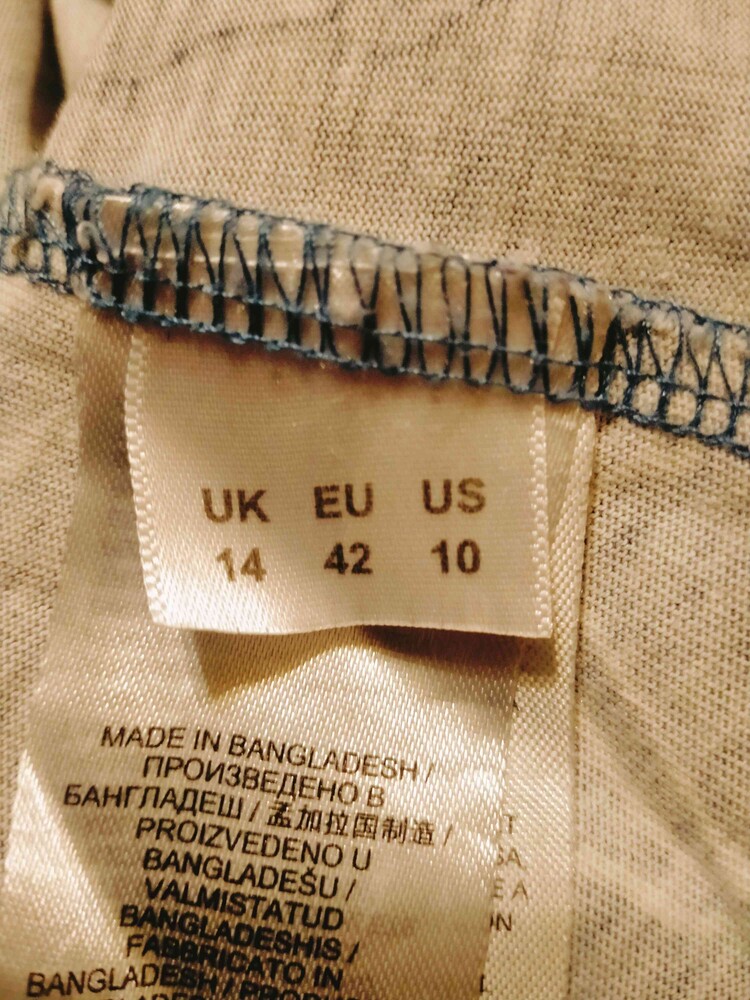 UK EU US
14 42 10
MADE IN BANGLADESH /
ПРОИЗВЕДЕНО В
БАНГЛАДЕШ / 孟加拉国制造 /
PROIZVEDENO U
BANGLADEŠU /
VALMISTATUD
BANGLADESHIS /
FABBRICATO IN
BANGLADESH /